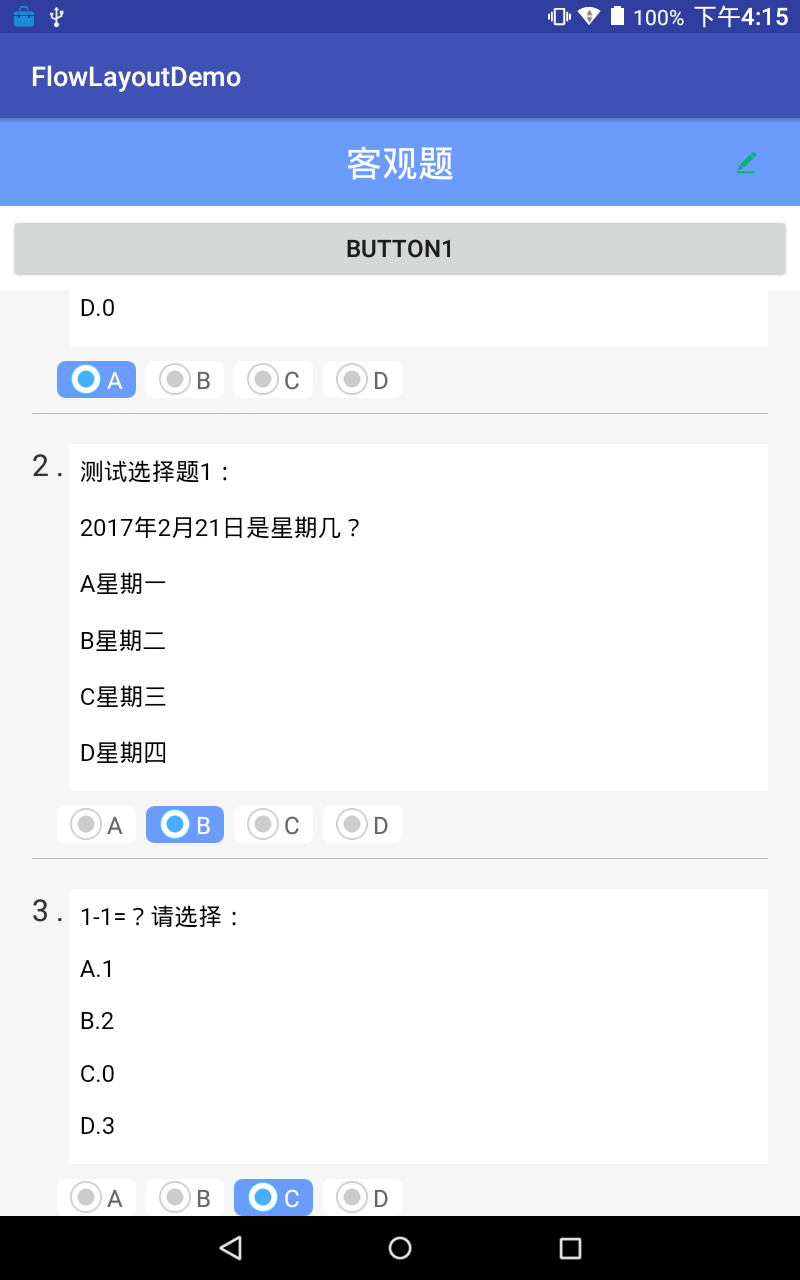 100% 下午4:15
FlowLayoutDemo
客观题
BUTTON1
D.0
A B C D
2 . 测试选择题1：
2017年2月21日是星期几？
A星期一
B星期二
C星期三
D星期四
A B C D
3 . 1-1=？请选择：
A.1
B.2
C.0
D.3
A B C D